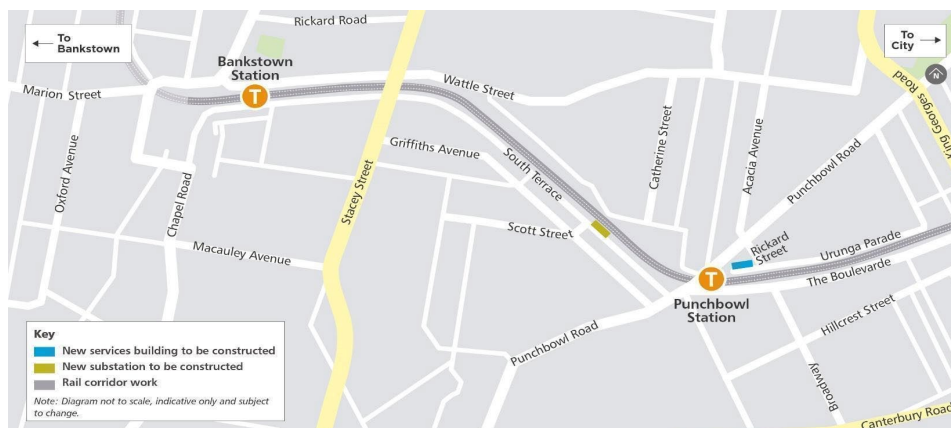 To
Bankstown
Rickard Road
To
City
N
Bankstown
Station
T
Marion Street
Wattle Street
King Georges Road
Oxford Avenue
Chapel Road
Stacey Street
Griffiths Avenue
South Terrace
Catherine Street
Acacia Avenue
Punchbowl Road
Scott Street
Macauley Avenue
Rickard
Street
Urunga Parade
The Boulevarde
T
Punchbowl
Station
Hillcrest Street
Punchbowl Road
Broadway
Canterbury Road
Key
New services building to be constructed
New substation to be constructed
Rail corridor work
Note: Diagram not to scale, indicative only and subject
to change.